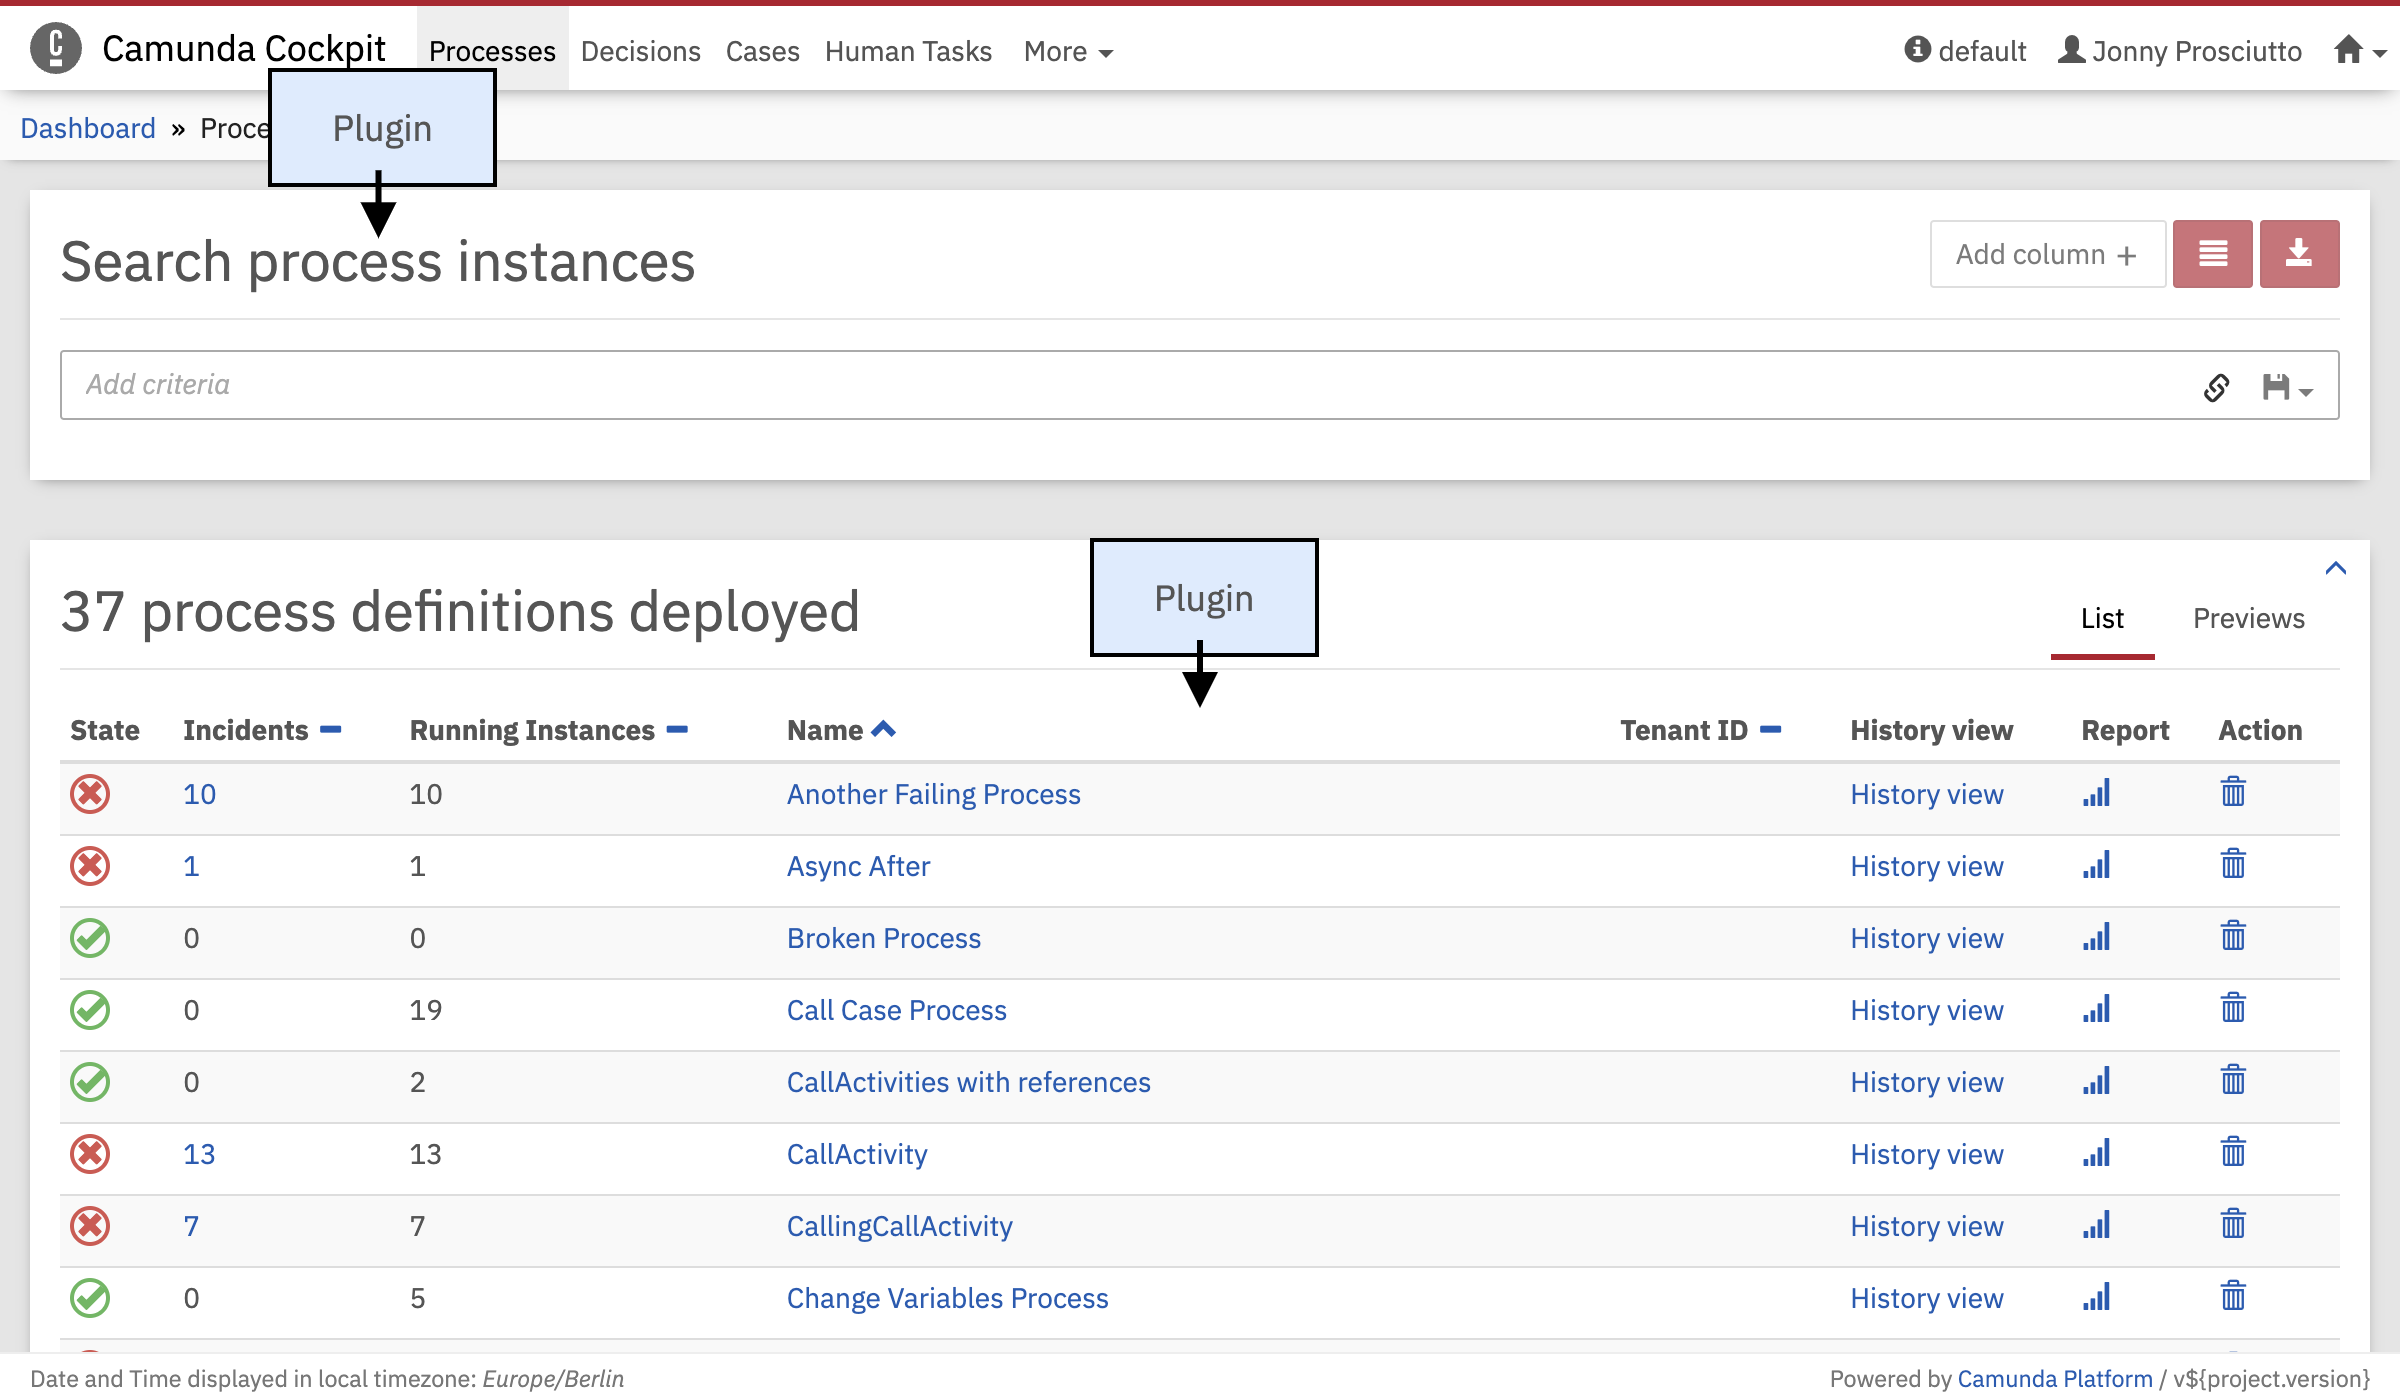 Camunda Cockpit Processes Decisions Cases Human Tasks More default Jonny Prosciutto
Dashboard » Proce
Plugin
Search process instances
Add column +
Add criteria
Plugin
37 process definitions deployed
List Previews
State Incidents Running Instances Name Tenant ID History view Report Action
10 10 Another Failing Process History view
1 1 Async After History view
0 0 Broken Process History view
0 19 Call Case Process History view
0 2 CallActivities with references History view
13 13 CallActivity History view
7 7 CallingCallActivity History view
0 5 Change Variables Process History view
Date and Time displayed in local timezone: Europe/Berlin
Powered by Camunda Platform / v${project.version}